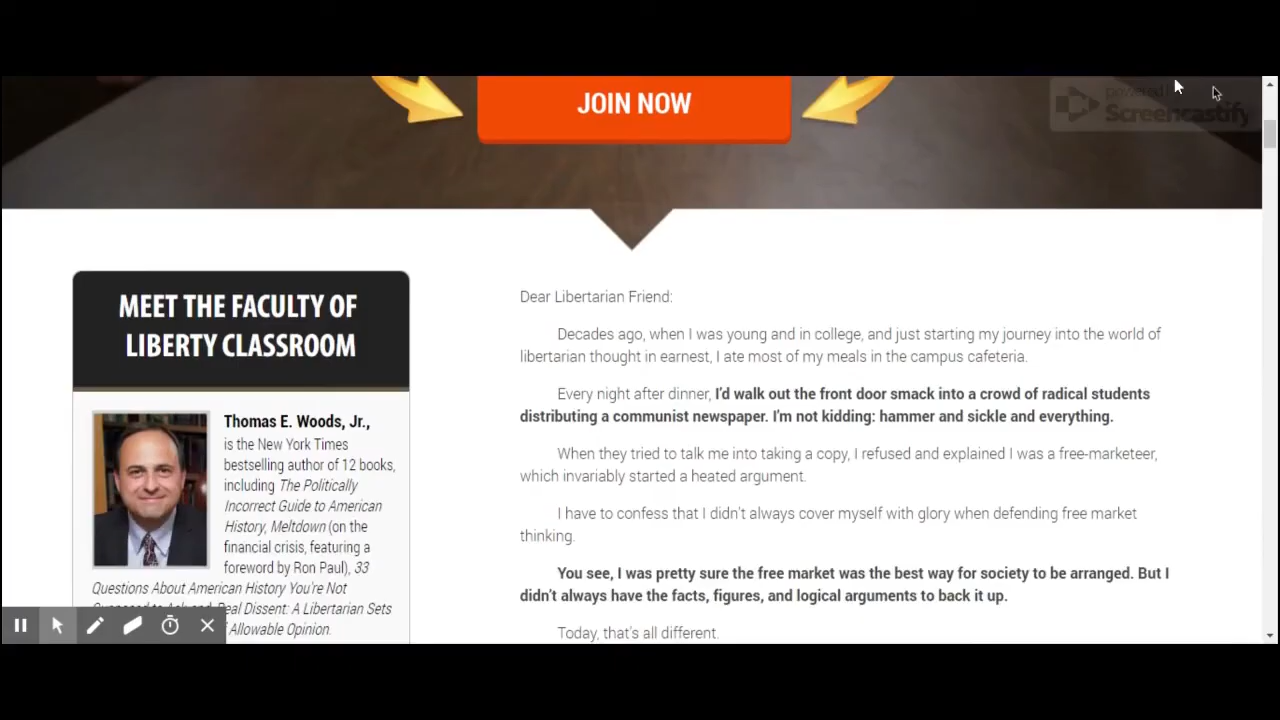 JOIN NOW
powered by
Screencastify
MEET THE FACULTY OF
LIBERTY CLASSROOM
Thomas E. Woods, Jr.,
is the New York Times
bestselling author of 12 books,
including The Politically
Incorrect Guide to American
History, Meltdown (on the
financial crisis, featuring a
foreword by Ron Paul), 33
Questions About American History You're Not
Real Dissent: A Libertarian Sets
Allowable Opinion.
Dear Libertarian Friend:
Decades ago, when I was young and in college, and just starting my journey into the world of
libertarian thought in earnest, I ate most of my meals in the campus cafeteria.
Every night after dinner, I'd walk out the front door smack into a crowd of radical students
distributing a communist newspaper. I'm not kidding: hammer and sickle and everything.
When they tried to talk me into taking a copy, I refused and explained I was a free-marketeer,
which invariably started a heated argument.
I have to confess that I didn't always cover myself with glory when defending free market
thinking.
You see, I was pretty sure the free market was the best way for society to be arranged. But I
didn't always have the facts, figures, and logical arguments to back it up.
Today, that's all different.